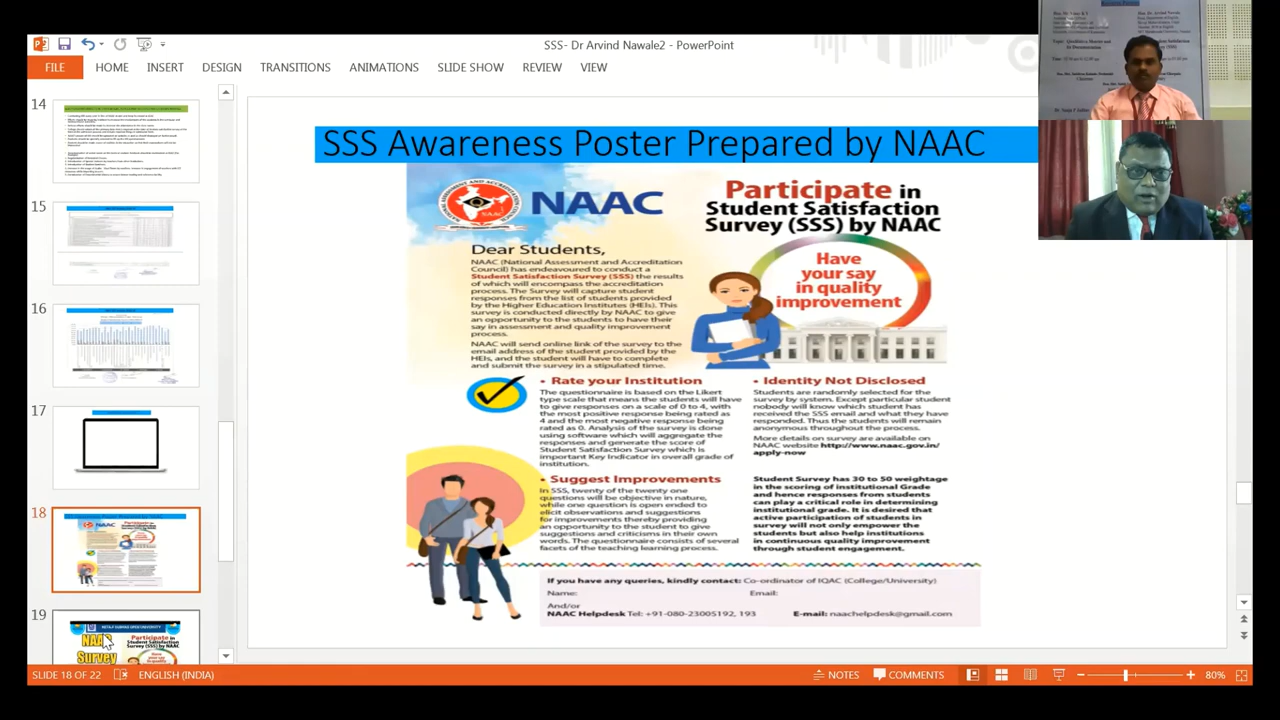 SSS- Dr Arvind Nawale2 - PowerPoint
FILE HOME INSERT DESIGN TRANSITIONS ANIMATIONS SLIDE SHOW REVIEW VIEW
14
15
16
17
18
19
SSS Awareness Poster Prepared by NAAC
NAAC
Participate in
Student Satisfaction
Survey (SSS) by NAAC
Dear Students,
NAAC (National Assessment and Accreditation
Council) has endeavoured to conduct a
Student Satisfaction Survey (SSS) the results
of which will encompass the accreditation
process. The Survey will capture student
responses from the list of students provided
by the Higher Education Institutes (HEIs). This
survey is conducted directly by NAAC to give
an opportunity to the students to have their
say in assessment and quality improvement
process.
NAAC will send online link of the survey to the
email address of the student provided by the
HEIs, and the student will have to complete
and submit the survey in a stipulated time.
Have
your say
in quality
improvement
• Rate your Institution
The questionnaire is based on the Likert
type scale that means the students will have
to give responses on a scale of 0 to 4, with
the most positive response being rated as
4 and the most negative response being
rated as 0. Analysis of the survey is done
using software which will aggregate the
responses and generate the score of
Student Satisfaction Survey which is
important Key Indicator in overall grade of
institution.
• Identity Not Disclosed
Students are randomly selected for the
survey by system. Except particular student
nobody will know which student has
received the SSS email and what they have
responded. Thus the students will remain
anonymous throughout the process.
More details on survey are available on
NAAC website http://www.naac.gov.in/
apply-now
• Suggest Improvements
In SSS, twenty of the twenty one
questions will be objective in nature,
while one question is open ended to
elicit observations and suggestions
for improvements thereby providing
an opportunity to the student to give
suggestions and criticisms in their own
words. The questionnaire consists of several
facets of the teaching learning process.
Student Survey has 30 to 50 weightage
in the scoring of institutional Grade
and hence responses from students
can play a critical role in determining
institutional grade. It is desired that
active participation of students in
survey will not only empower the
students but also help institutions
in continuous quality improvement
through student engagement.
If you have any queries, kindly contact: Co-ordinator of IQAC (College/University)
Name: Email:
And/or
NAAC Helpdesk Tel: +91-080-23005192, 193 E-mail: naachelpdesk@gmail.com
SLIDE 18 OF 22 ENGLISH (INDIA) NOTES COMMENTS 80%